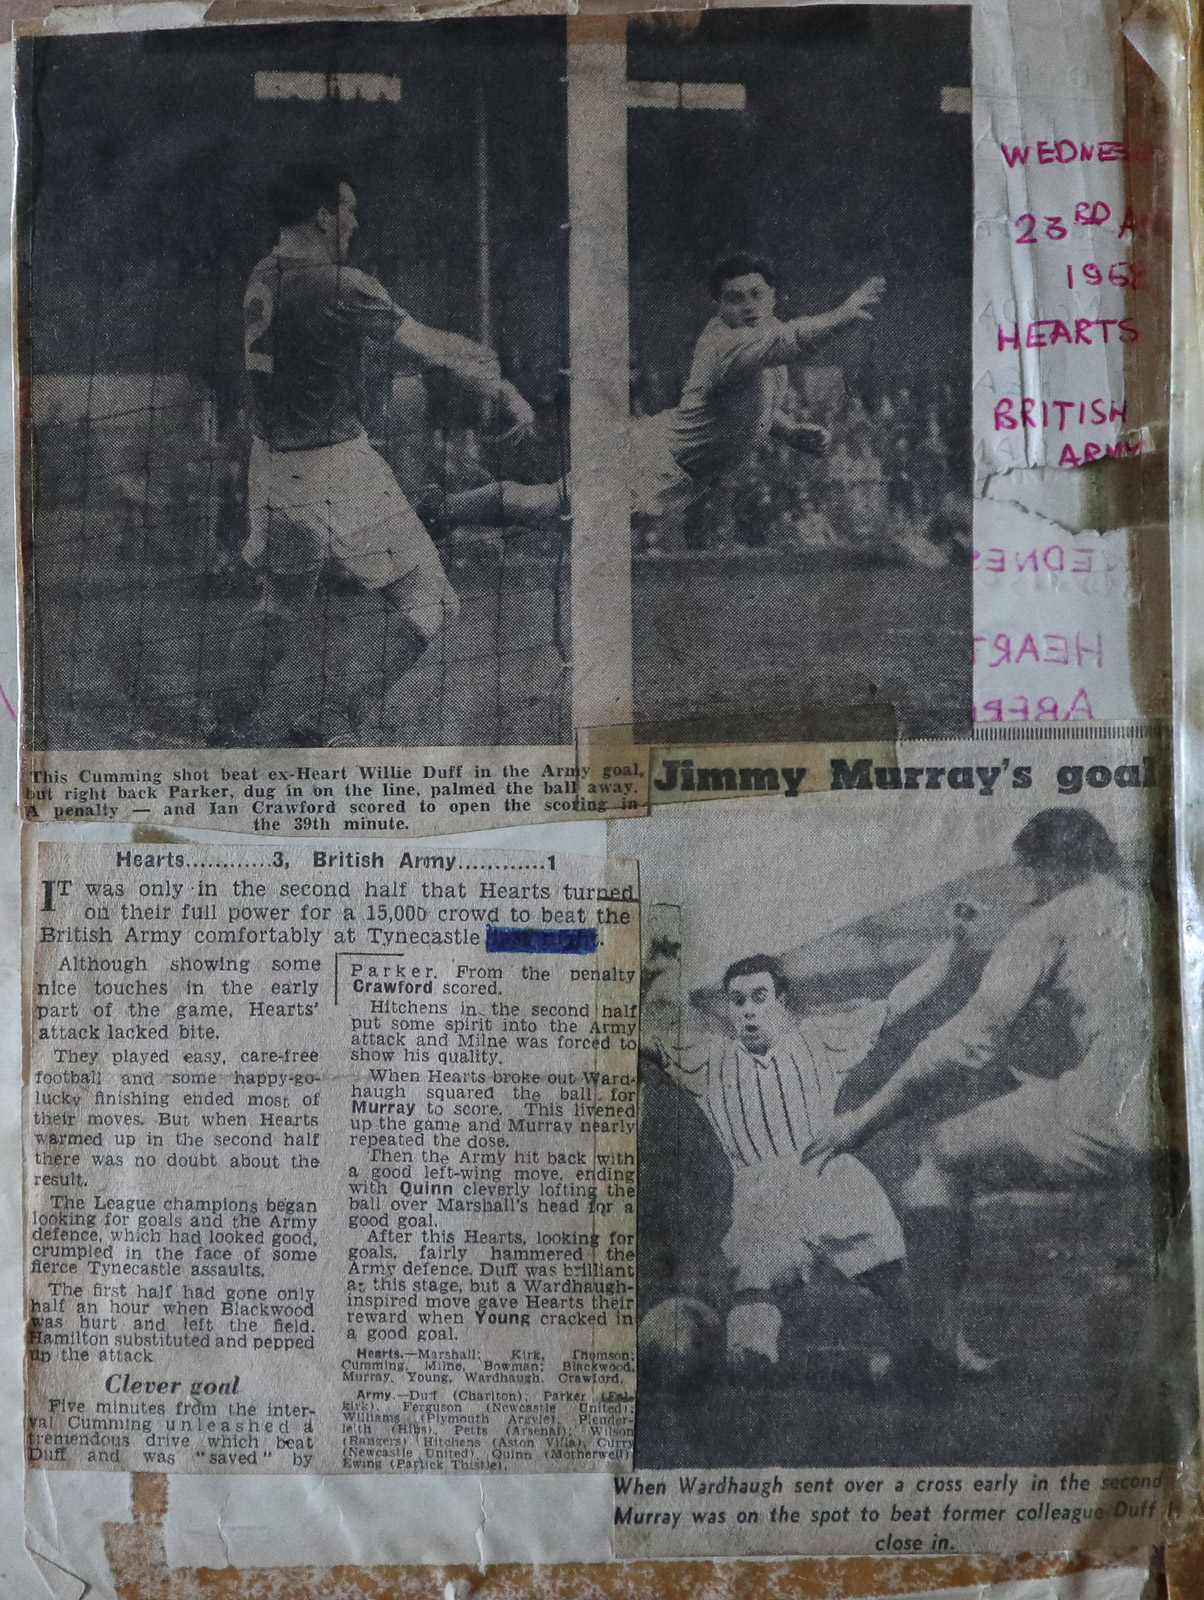 WEDNES
23RD A
195
HEARTS
BRITISH
ARMY
WEDNES
HEART
ABER
This Cumming shot beat ex-Heart Willie Duff in the Army goal,
but right back Parker, dug in on the line, palmed the ball away.
A penalty — and Ian Crawford scored to open the scoring in
the 39th minute.
Jimmy Murray's goal
Hearts............3, British Army............1
IT was only in the second half that Hearts turned
on their full power for a 15,000 crowd to beat the
British Army comfortably at Tynecastle
Although showing some
nice touches in the early
part of the game, Hearts'
attack lacked bite.
They played easy, care-free
football and some happy-go-
lucky finishing ended most of
their moves. But when Hearts
warmed up in the second half
there was no doubt about the
result.
The League champions began
looking for goals and the Army
defence, which had looked good,
crumpled in the face of some
fierce Tynecastle assaults.
The first half had gone only
half an hour when Blackwood
was hurt and left the field.
Hamilton substituted and pepped
up the attack
Clever goal
Five minutes from the inter-
val Cumming unleashed a
tremendous drive which beat
Duff and was "saved" by
Parker. From the penalty
Crawford scored.
Hitchens in the second half
put some spirit into the Army
attack and Milne was forced to
show his quality.
When Hearts broke out Ward-
haugh squared the ball for
Murray to score. This livened
up the game and Murray nearly
repeated the dose.
Then the Army hit back with
a good left-wing move, ending
with Quinn cleverly lofting the
ball over Marshall's head for a
good goal.
After this Hearts, looking for
goals, fairly hammered the
Army defence. Duff was brilliant
at this stage, but a Wardhaugh-
inspired move gave Hearts their
reward when Young cracked in
a good goal.
Hearts.—Marshall; Kirk, Thomson;
Cumming, Milne, Bowman; Blackwood,
Murray, Young, Wardhaugh, Crawford.
Army.—Duff (Charlton); Parker (Fal-
kirk), Ferguson (Newcastle United);
Williams (Plymouth Argyle), Plender-
leith (Hibs), Petts (Arsenal); Wilson
(Rangers) Hitchens (Aston Villa), Curry
(Newcastle United), Quinn (Motherwell)
Ewing (Partick Thistle).
When Wardhaugh sent over a cross early in the second
Murray was on the spot to beat former colleague Duff
close in.